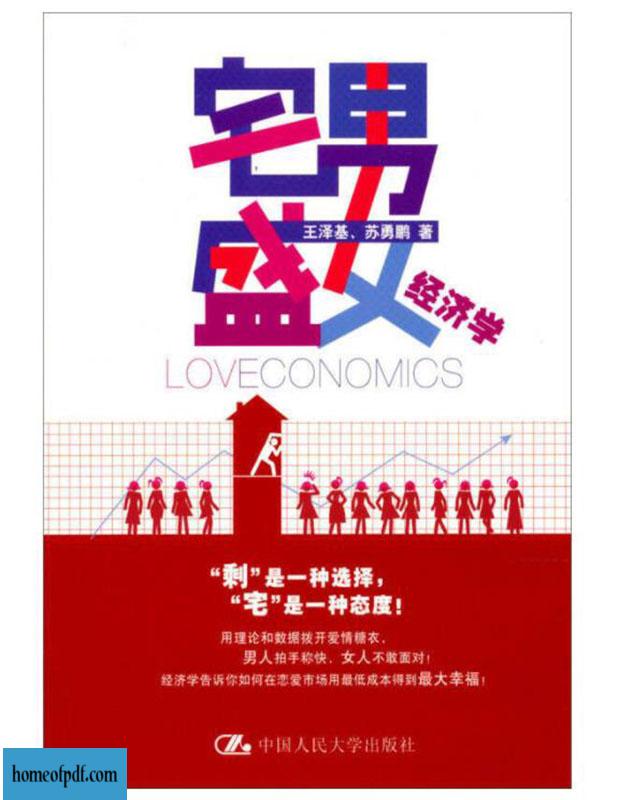 宅男
盛女
王泽基、苏勇鹏 著
经济学
LOVECONOMICS
“剩”是一种选择，
“宅”是一种态度！
用理论和数据拨开爱情糖衣，
男人拍手称快，女人不敢面对！
经济学告诉你如何在恋爱市场用最低成本得到最大幸福！
中国人民大学出版社
homeofpdf.com